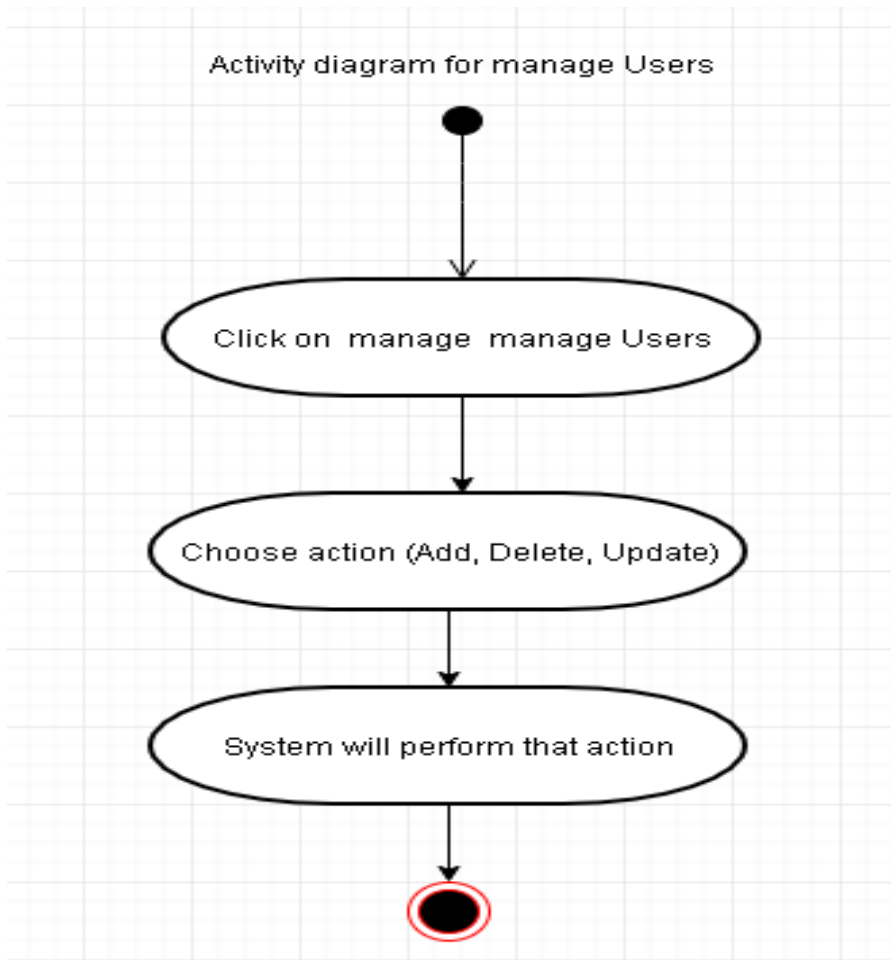 Activity diagram for manage Users
Click on manage manage Users
Choose action (Add, Delete, Update)
System will perform that action